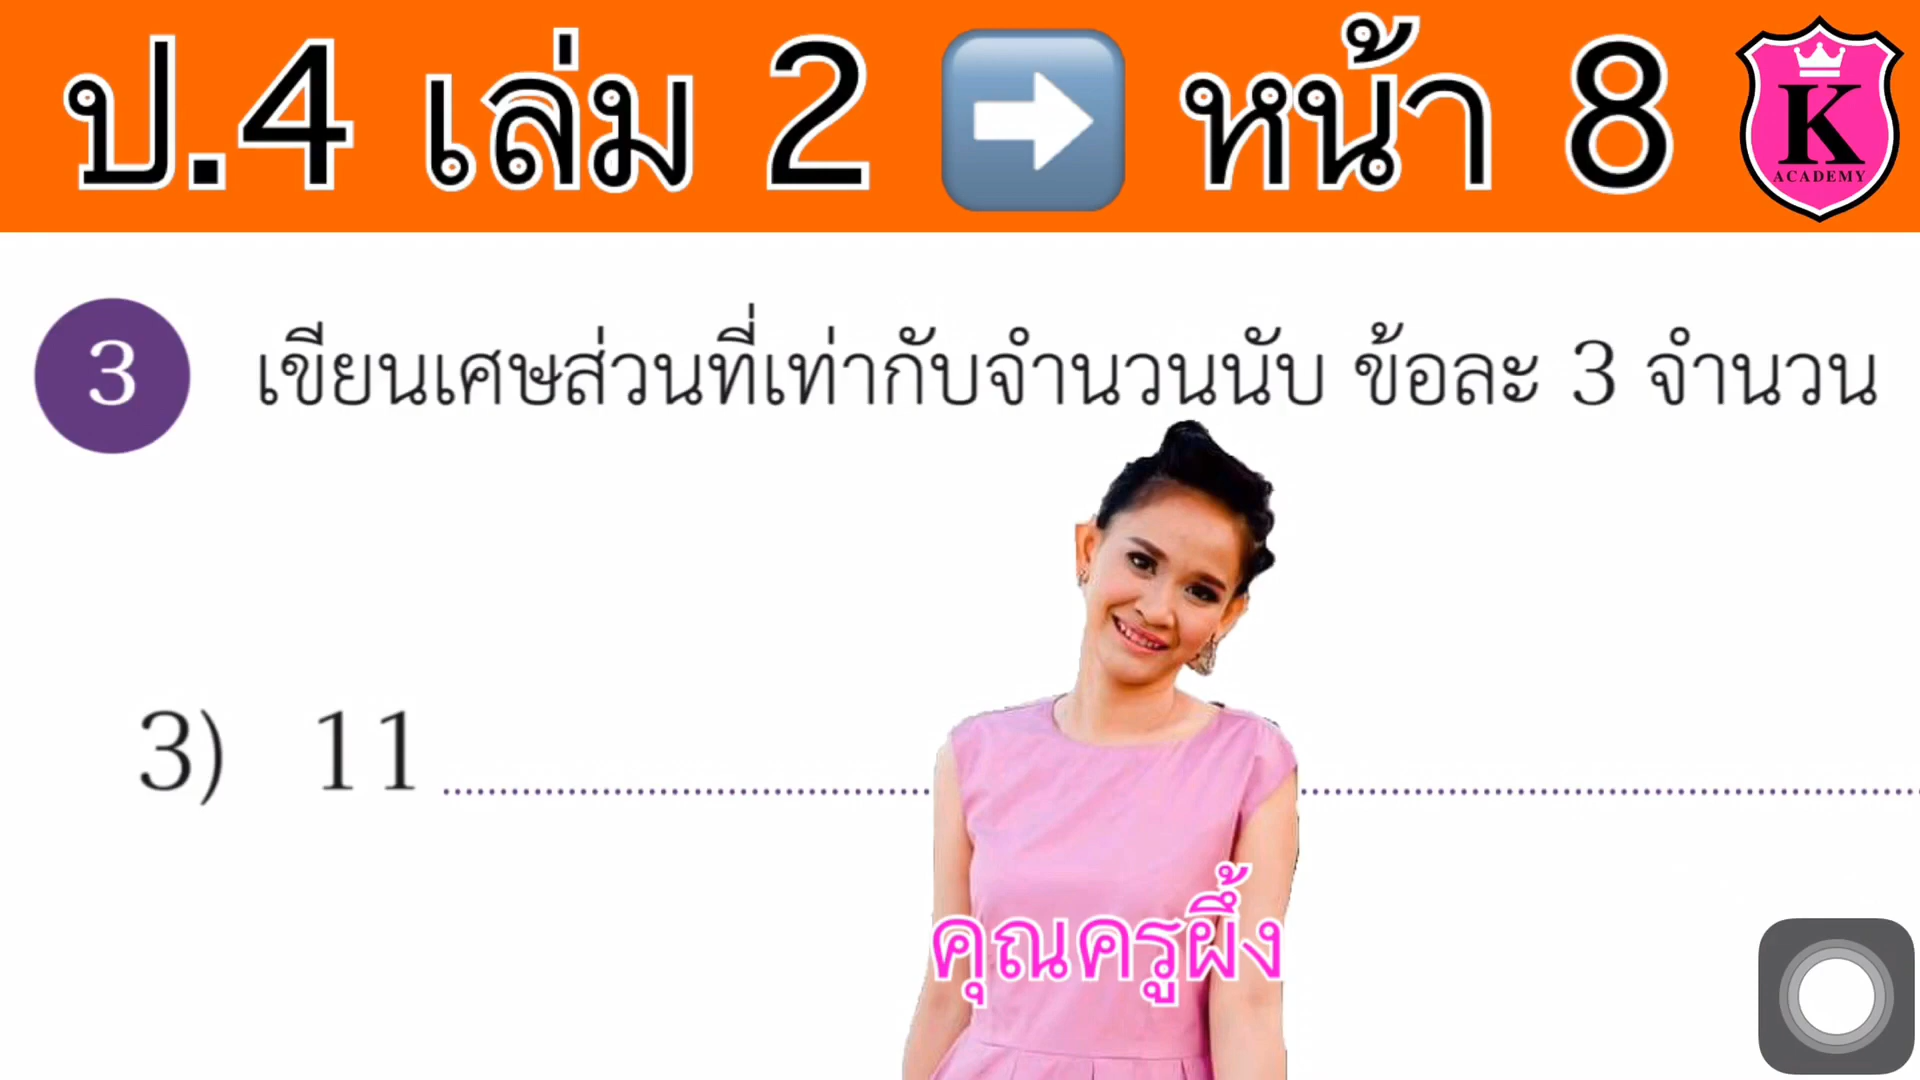 ป.4 เล่ม 2 ➡ หน้า 8
K
ACADEMY
3 เขียนเศษส่วนที่เท่ากับจำนวนนับ ข้อละ 3 จำนวน
3) 11
คุณครูผึ้ง